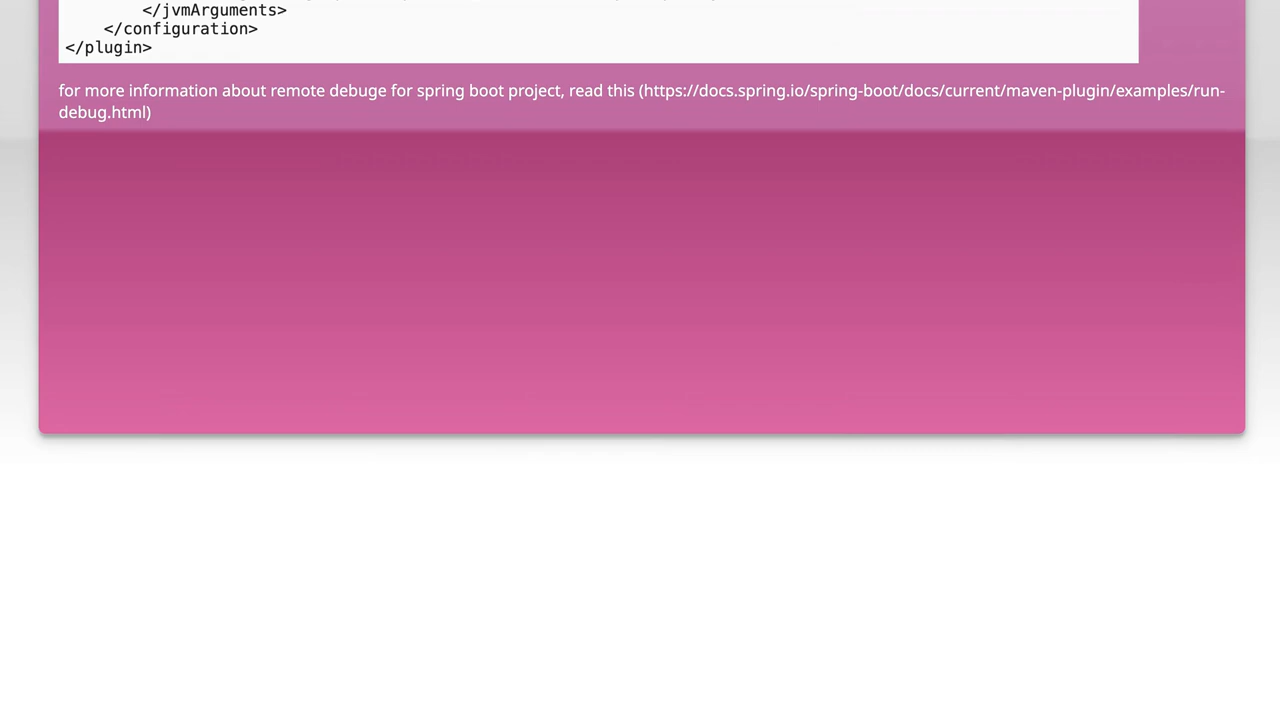 </jvmArguments>
</configuration>
</plugin>
for more information about remote debuge for spring boot project, read this (https://docs.spring.io/spring-boot/docs/current/maven-plugin/examples/run-
debug.html)